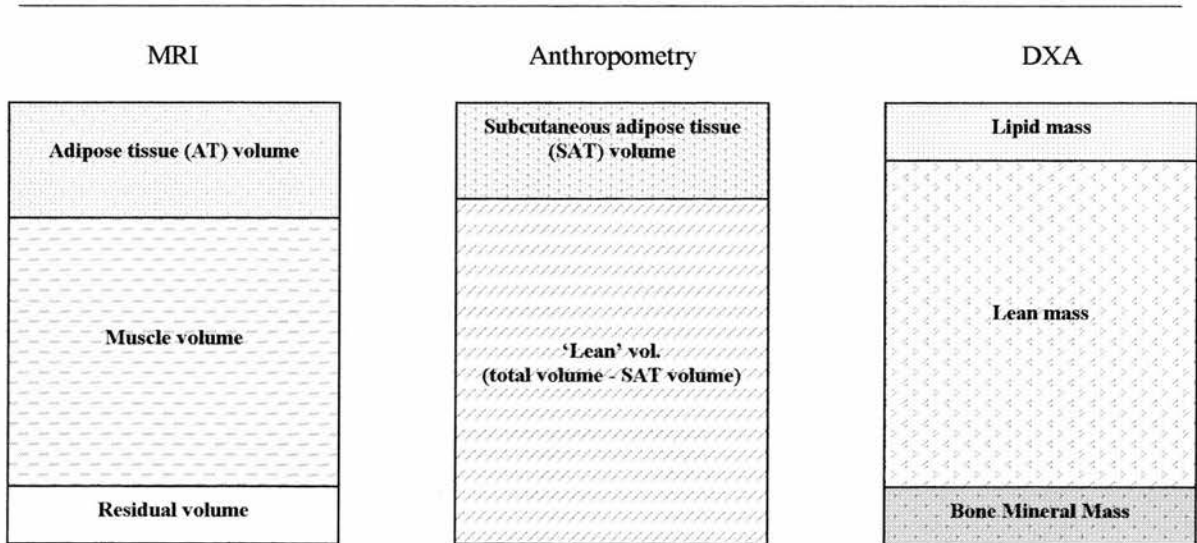 MRI
Anthropometry
DXA
Adipose tissue (AT) volume
Muscle volume
Residual volume
Subcutaneous adipose tissue
(SAT) volume
‘Lean’ vol.
(total volume - SAT volume)
Lipid mass
Lean mass
Bone Mineral Mass